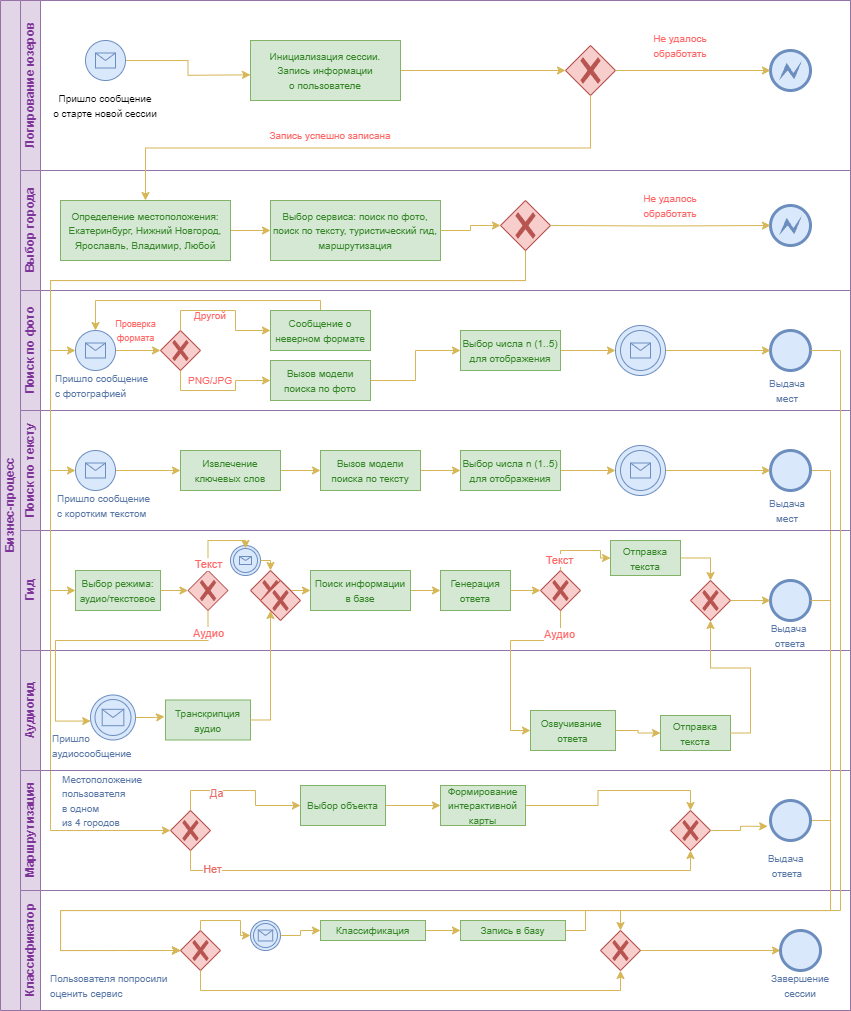 Бизнес-процесс
Логирование юзеров
Пришло сообщение
о старте новой сессии
Инициализация сессии.
Запись информации
о пользователе
Не удалось
обработать
Запись успешно записана
Выбор города
Определение местоположения:
Екатеринбург, Нижний Новгород,
Ярославль, Владимир, Любой
Выбор сервиса: поиск по фото,
поиск по тексту, туристический гид,
маршрутизация
Не удалось
обработать
Поиск по фото
Пришло сообщение
с фотографией
Проверка
формата
Другой
PNG/JPG
Сообщение о
неверном формате
Вызов модели
поиска по фото
Выбор числа n (1..5)
для отображения
Выдача
мест
Поиск по тексту
Пришло сообщение
с коротким текстом
Извлечение
ключевых слов
Вызов модели
поиска по тексту
Выбор числа n (1..5)
для отображения
Выдача
мест
Гид
Выбор режима:
аудио/текстовое
Текст
Аудио
Поиск информации
в базе
Генерация
ответа
Текст
Аудио
Отправка
текста
Выдача
ответа
Аудиогид
Пришло
аудиосообщение
Транскрипция
аудио
Озвучивание
ответа
Отправка
текста
Маршрутизация
Местоположение
пользователя
в одном
из 4 городов
Да
Нет
Выбор объекта
Формирование
интерактивной
карты
Выдача
ответа
Классификатор
Пользователя попросили
оценить сервис
Классификация
Запись в базу
Завершение
сессии